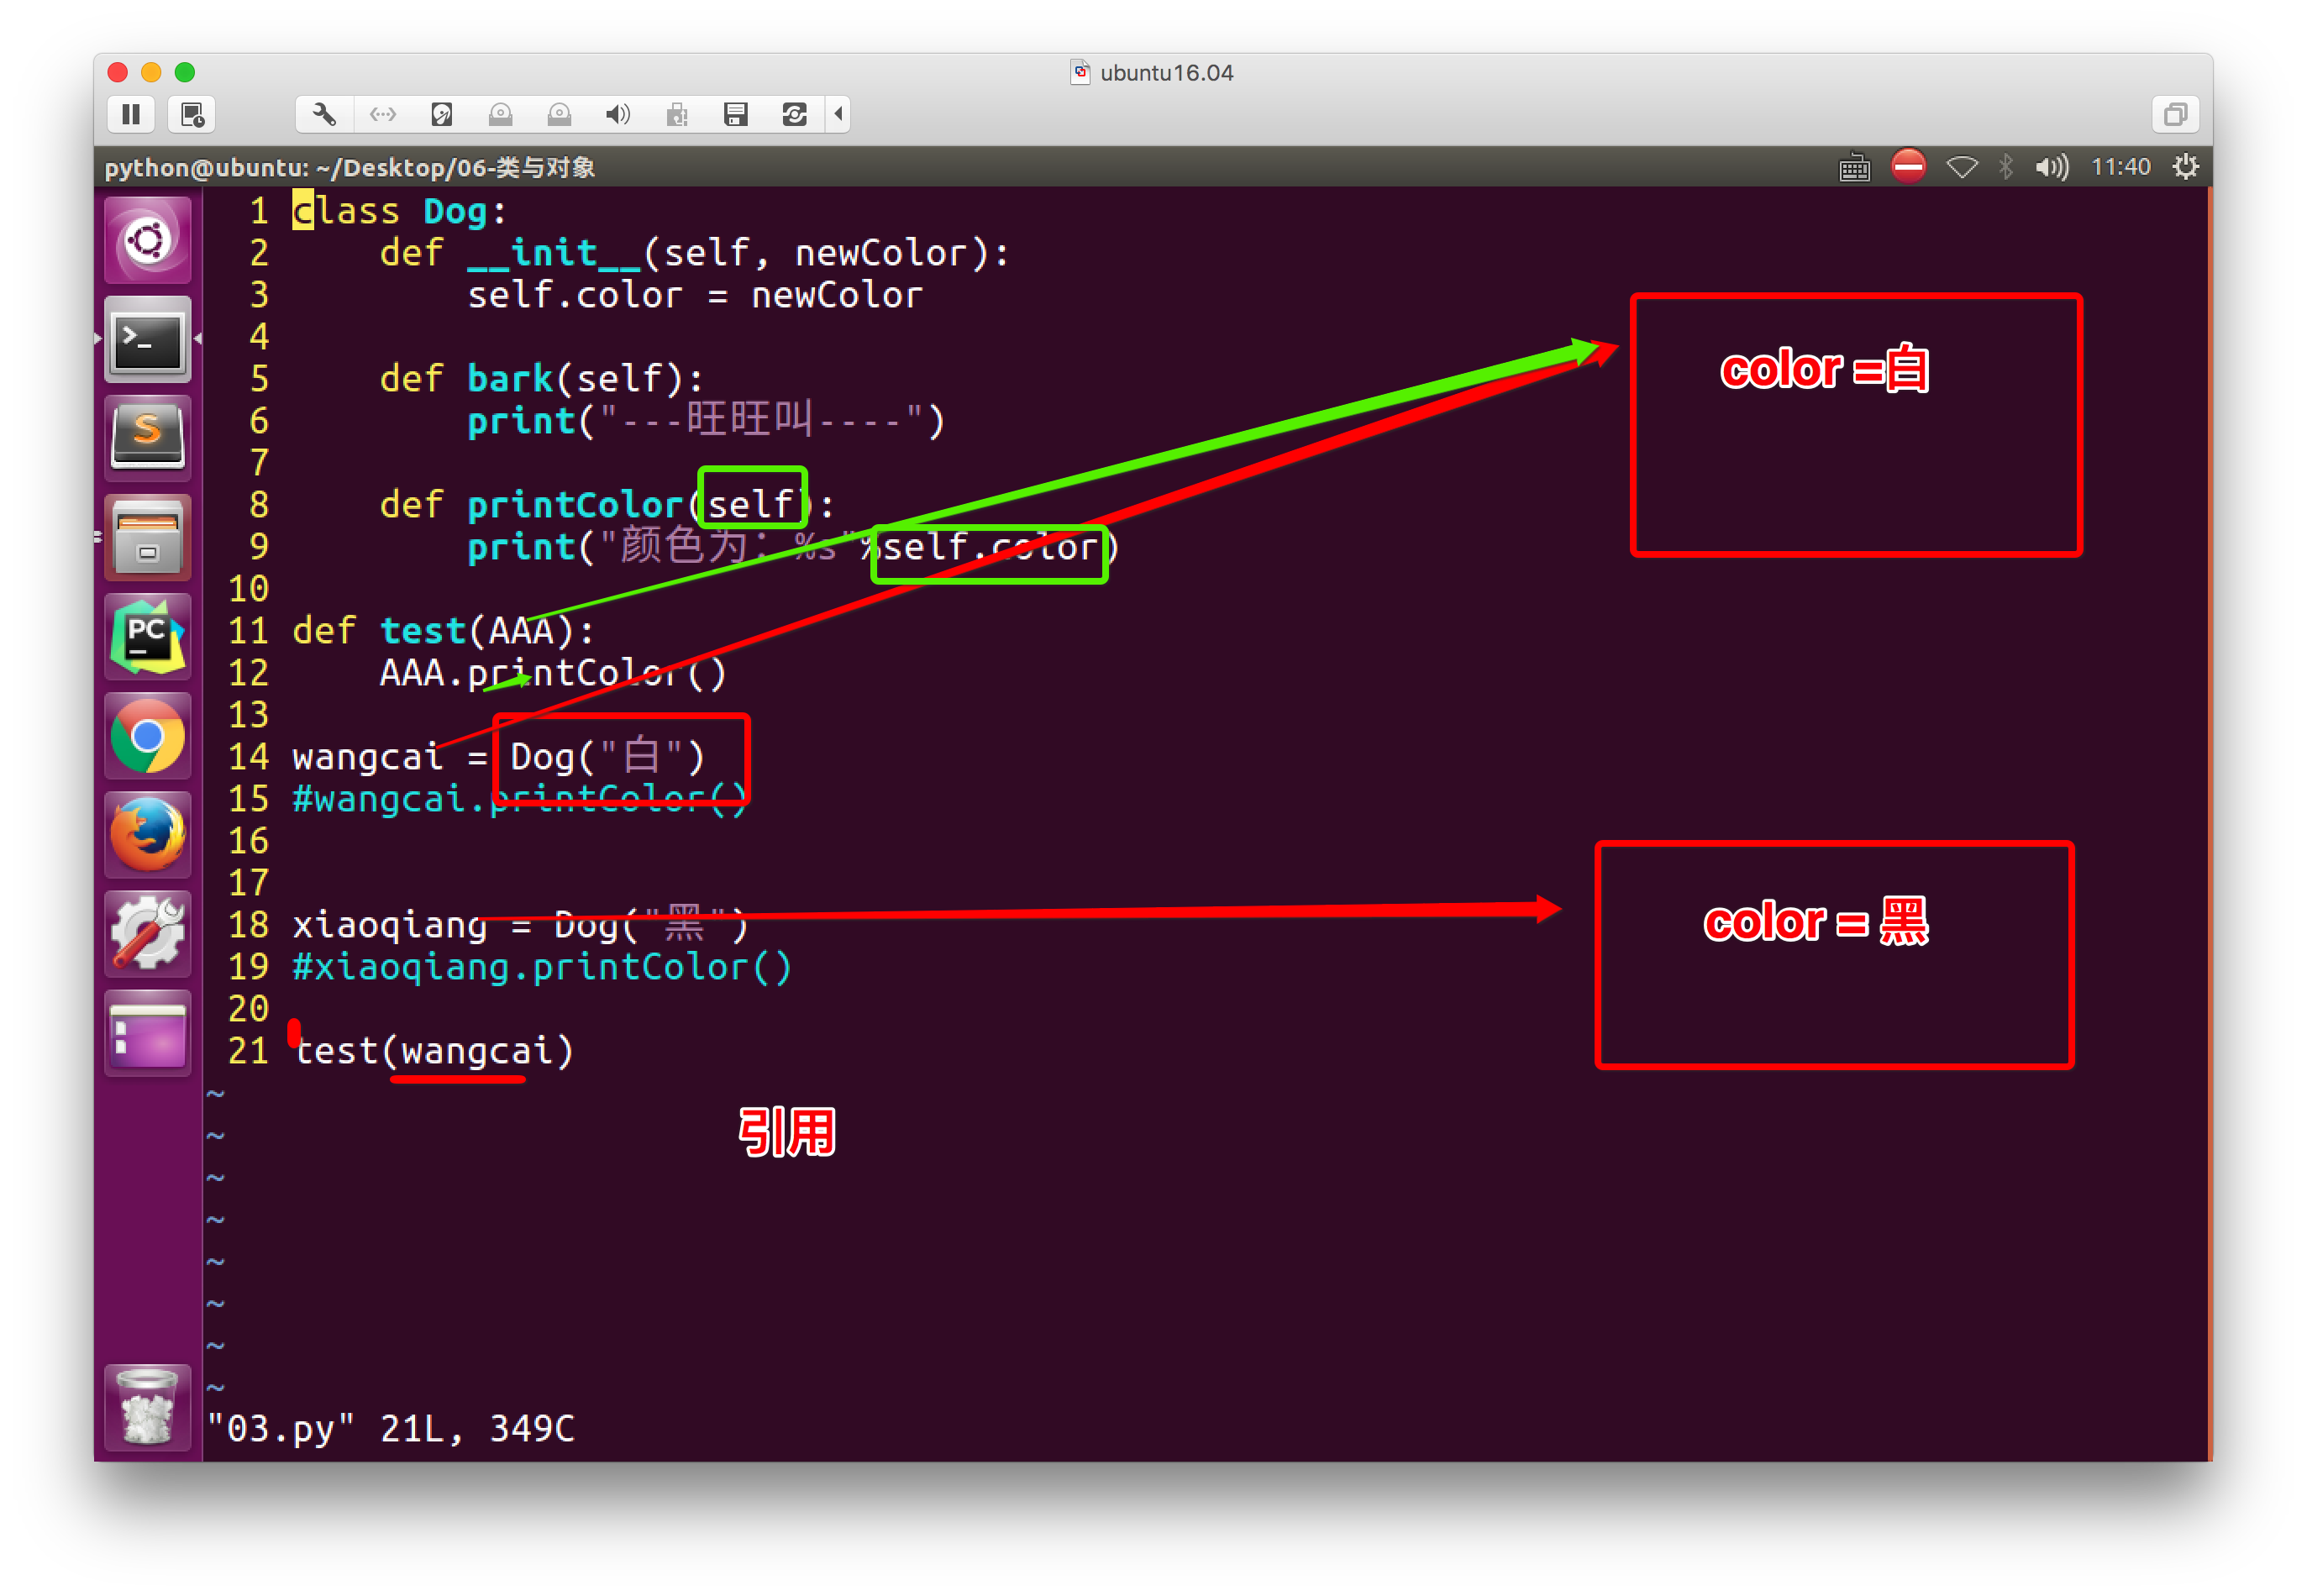 ubuntu16.04
python@ubuntu: ~/Desktop/06-类与对象
11:40
1 class Dog:
2     def __init__(self, newColor):
3         self.color = newColor
4
5     def bark(self):
6         print("---旺旺叫----")
7
8     def printColor(self):
9         print("颜色为: %s"%self.color)
10
11 def test(AAA):
12     AAA.printColor()
13
14 wangcai = Dog("白")
15 #wangcai.printColor()
16
17
18 xiaoqiang = Dog("黑")
19 #xiaoqiang.printColor()
20
21 test(wangcai)
~
~
~
~
~
~
~
~
"03.py" 21L, 349C
color =白
color = 黑
引用
PC